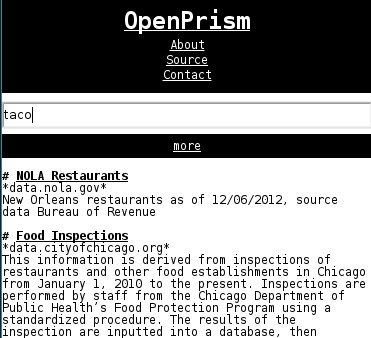 OpenPrism
About
Source
Contact
taco
more
# NOLA Restaurants
*data.nola.gov*
New Orleans restaurants as of 12/06/2012, source
data Bureau of Revenue
# Food Inspections
*data.cityofchicago.org*
This information is derived from inspections of
restaurants and other food establishments in Chicago
from January 1, 2010 to the present. Inspections are
performed by staff from the Chicago Department of
Public Health's Food Protection Program using a
standardized procedure. The results of the
inspection are inputted into a database, then